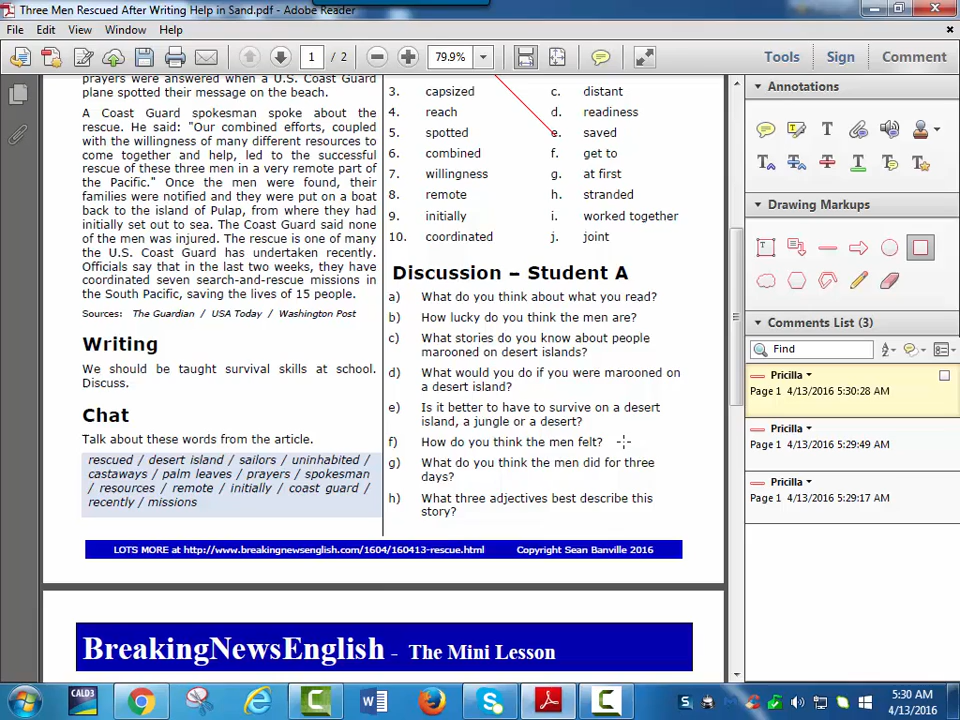 Three Men Rescued After Writing Help in Sand.pdf - Adobe Reader
File Edit View Window Help
1 / 2 79.9% Tools Sign Comment
prayers were answered when a U.S. Coast Guard
plane spotted their message on the beach.
A Coast Guard spokesman spoke about the
rescue. He said: "Our combined efforts, coupled
with the willingness of many different resources to
come together and help, led to the successful
rescue of these three men in a very remote part of
the Pacific." Once the men were found, their
families were notified and they were put on a boat
back to the island of Pulap, from where they had
initially set out to sea. The Coast Guard said none
of the men was injured. The rescue is one of many
the U.S. Coast Guard has undertaken recently.
Officials say that in the last two weeks, they have
coordinated seven search-and-rescue missions in
the South Pacific, saving the lives of 15 people.
Sources: The Guardian / USA Today / Washington Post
Writing
We should be taught survival skills at school.
Discuss.
Chat
Talk about these words from the article.
rescued / desert island / sailors / uninhabited /
castaways / palm leaves / prayers / spokesman
/ resources / remote / initially / coast guard /
recently / missions
3. capsized c. distant
4. reach d. readiness
5. spotted e. saved
6. combined f. get to
7. willingness g. at first
8. remote h. stranded
9. initially i. worked together
10. coordinated j. joint
Discussion – Student A
a) What do you think about what you read?
b) How lucky do you think the men are?
c) What stories do you know about people
marooned on desert islands?
d) What would you do if you were marooned on
a desert island?
e) Is it better to have to survive on a desert
island, a jungle or a desert?
f) How do you think the men felt?
g) What do you think the men did for three
days?
h) What three adjectives best describe this
story?
LOTS MORE at http://www.breakingnewsenglish.com/1604/160413-rescue.html Copyright Sean Banville 2016
BreakingNewsEnglish - The Mini Lesson
Annotations
Drawing Markups
Comments List (3)
Find
Pricilla
Page 1 4/13/2016 5:30:28 AM
Pricilla
Page 1 4/13/2016 5:29:49 AM
Pricilla
Page 1 4/13/2016 5:29:17 AM
CALD3
5:30 AM
4/13/2016